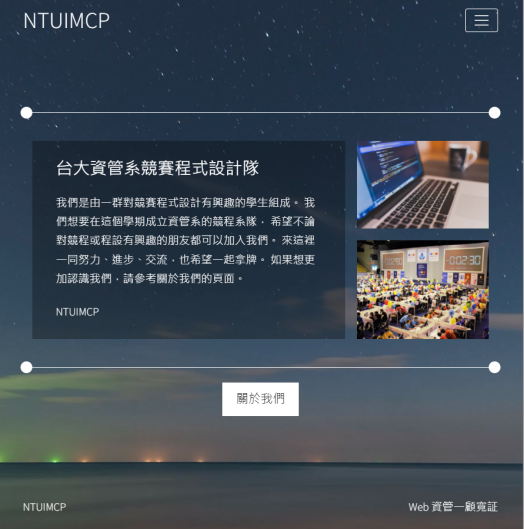 NTUIMCP
台大資管系競賽程式設計隊
我們是由一群對競賽程式設計有興趣的學生組成。我
們想要在這個學期成立資管系的競程系隊， 希望不論
對競程或程設有興趣的朋友都可以加入我們。來這裡
一同努力、進步、交流，也希望一起拿牌。如果想更
加認識我們，請參考關於我們的頁面。
NTUIMCP
關於我們
NTUIMCP
Web 資管一顧寬証